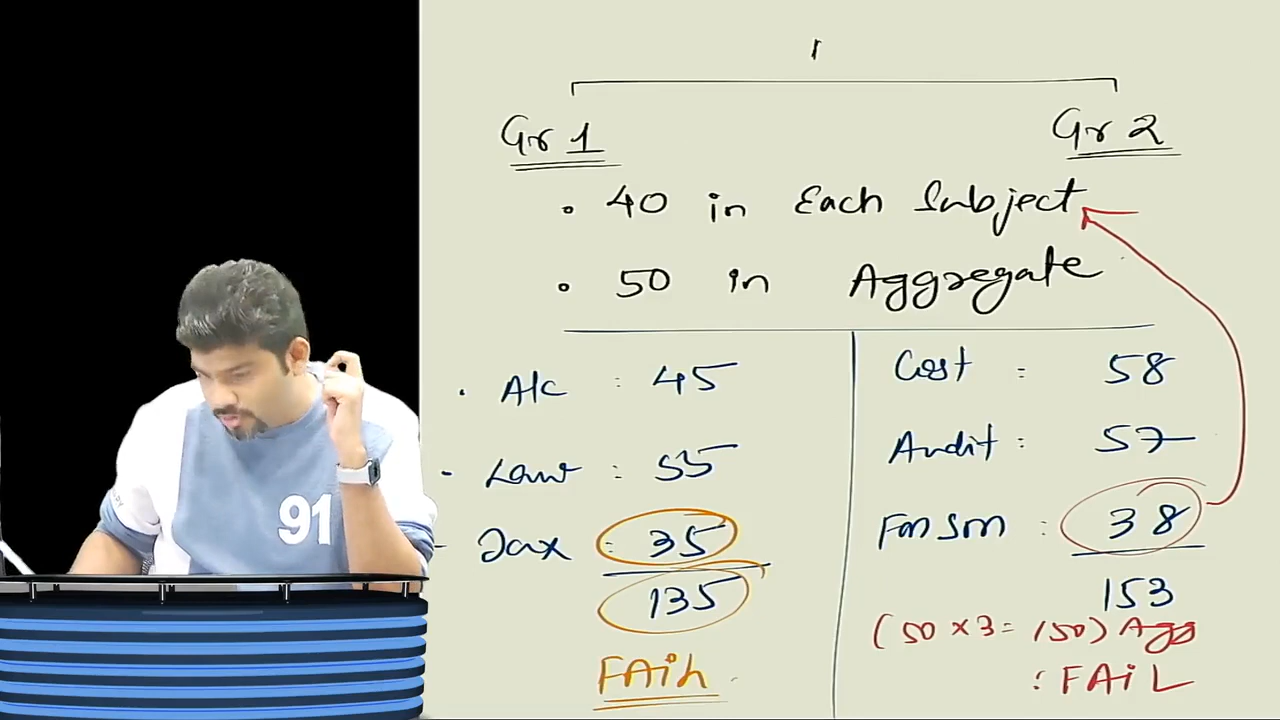 Gr 1
Gr 2
• 40 in Each Subject
• 50 in Aggregate
• A/c : 45
- Law : 55
- Tax : 35
135
FAIL
Cost : 58
Audit : 57
FM SM : 38
153
(50 × 3 = 150) Agg
: FAIL
91